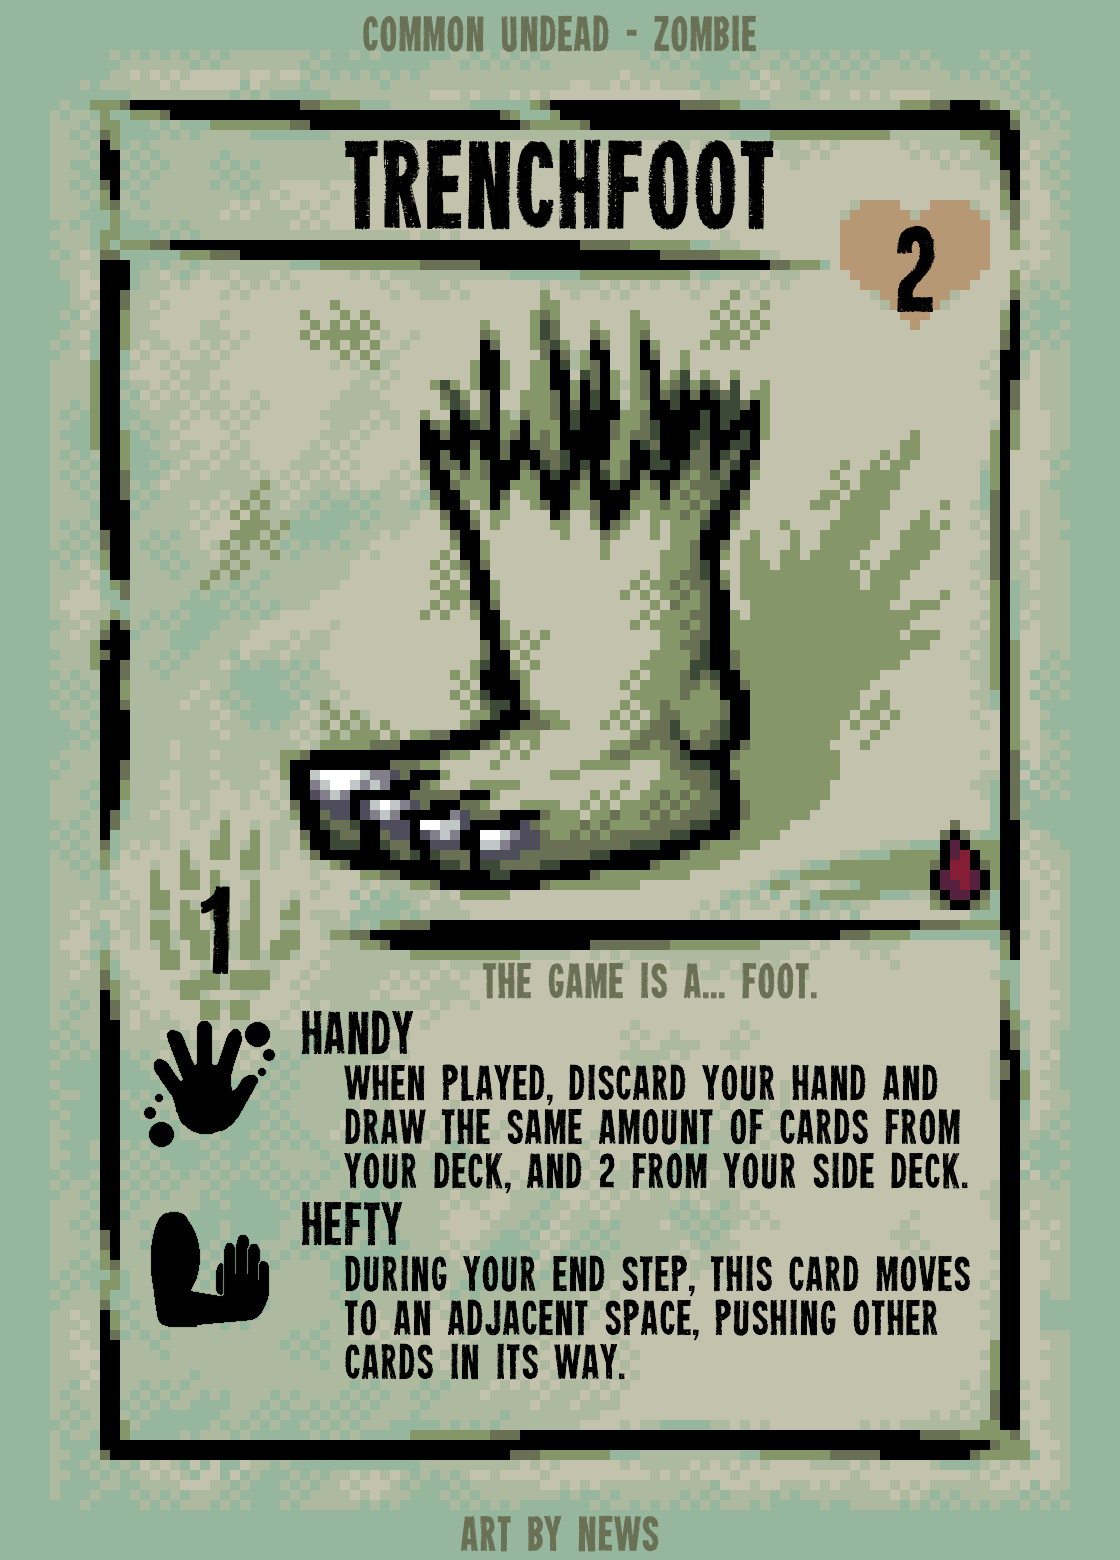 COMMON UNDEAD - ZOMBIE
TRENCHFOOT
2
1
THE GAME IS A... FOOT.
HANDY
WHEN PLAYED, DISCARD YOUR HAND AND
DRAW THE SAME AMOUNT OF CARDS FROM
YOUR DECK, AND 2 FROM YOUR SIDE DECK.
HEFTY
DURING YOUR END STEP, THIS CARD MOVES
TO AN ADJACENT SPACE, PUSHING OTHER
CARDS IN ITS WAY.
ART BY NEWS